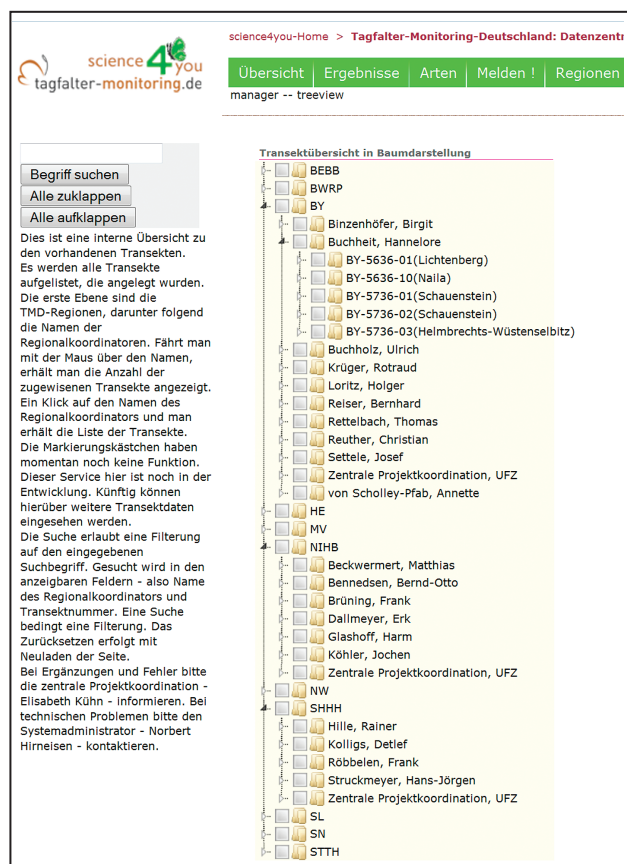 science4you-Home > Tagfalter-Monitoring-Deutschland: Datenzentr
science4you
tagfalter-monitoring.de
Übersicht Ergebnisse Arten Melden ! Regionen
manager -- treeview
Begriff suchen
Alle zuklappen
Alle aufklappen
Dies ist eine interne Übersicht zu
den vorhandenen Transekten.
Es werden alle Transekte
aufgelistet, die angelegt wurden.
Die erste Ebene sind die
TMD-Regionen, darunter folgend
die Namen der
Regionalkoordinatoren. Fährt man
mit der Maus über den Namen,
erhält man die Anzahl der
zugewisenen Transekte angezeigt.
Ein Klick auf den Namen des
Regionalkoordinators und man
erhält die Liste der Transekte.
Die Markierungskästchen haben
momentan noch keine Funktion.
Dieser Service hier ist noch in der
Entwicklung. Künftig können
hierüber weitere Transektdaten
eingesehen werden.
Die Suche erlaubt eine Filterung
auf den eingegebenen
Suchbegriff. Gesucht wird in den
anzeigbaren Feldern - also Name
des Regionalkoordinators und
Transektnummer. Eine Suche
bedingt eine Filterung. Das
Zurücksetzen erfolgt mit
Neuladen der Seite.
Bei Ergänzungen und Fehler bitte
die zentrale Projektkoordination -
Elisabeth Kühn - informieren. Bei
technischen Problemen bitte den
Systemadministrator - Norbert
Hirneisen - kontaktieren.
Transektübersicht in Baumdarstellung
BEBB
BWRP
BY
Binzenhöfer, Birgit
Buchheit, Hannelore
BY-5636-01(Lichtenberg)
BY-5636-10(Naila)
BY-5736-01(Schauenstein)
BY-5736-02(Schauenstein)
BY-5736-03(Helmbrechts-Wüstenselbitz)
Buchholz, Ulrich
Krüger, Rotraud
Loritz, Holger
Reiser, Bernhard
Rettelbach, Thomas
Reuther, Christian
Settele, Josef
Zentrale Projektkoordination, UFZ
von Scholley-Pfab, Annette
HE
MV
NIHB
Beckwermert, Matthias
Bennedsen, Bernd-Otto
Brüning, Frank
Dallmeyer, Erk
Glashoff, Harm
Köhler, Jochen
Zentrale Projektkoordination, UFZ
NW
SHHH
Hille, Rainer
Kolligs, Detlef
Röbbelen, Frank
Struckmeyer, Hans-Jörgen
Zentrale Projektkoordination, UFZ
SL
SN
STTH